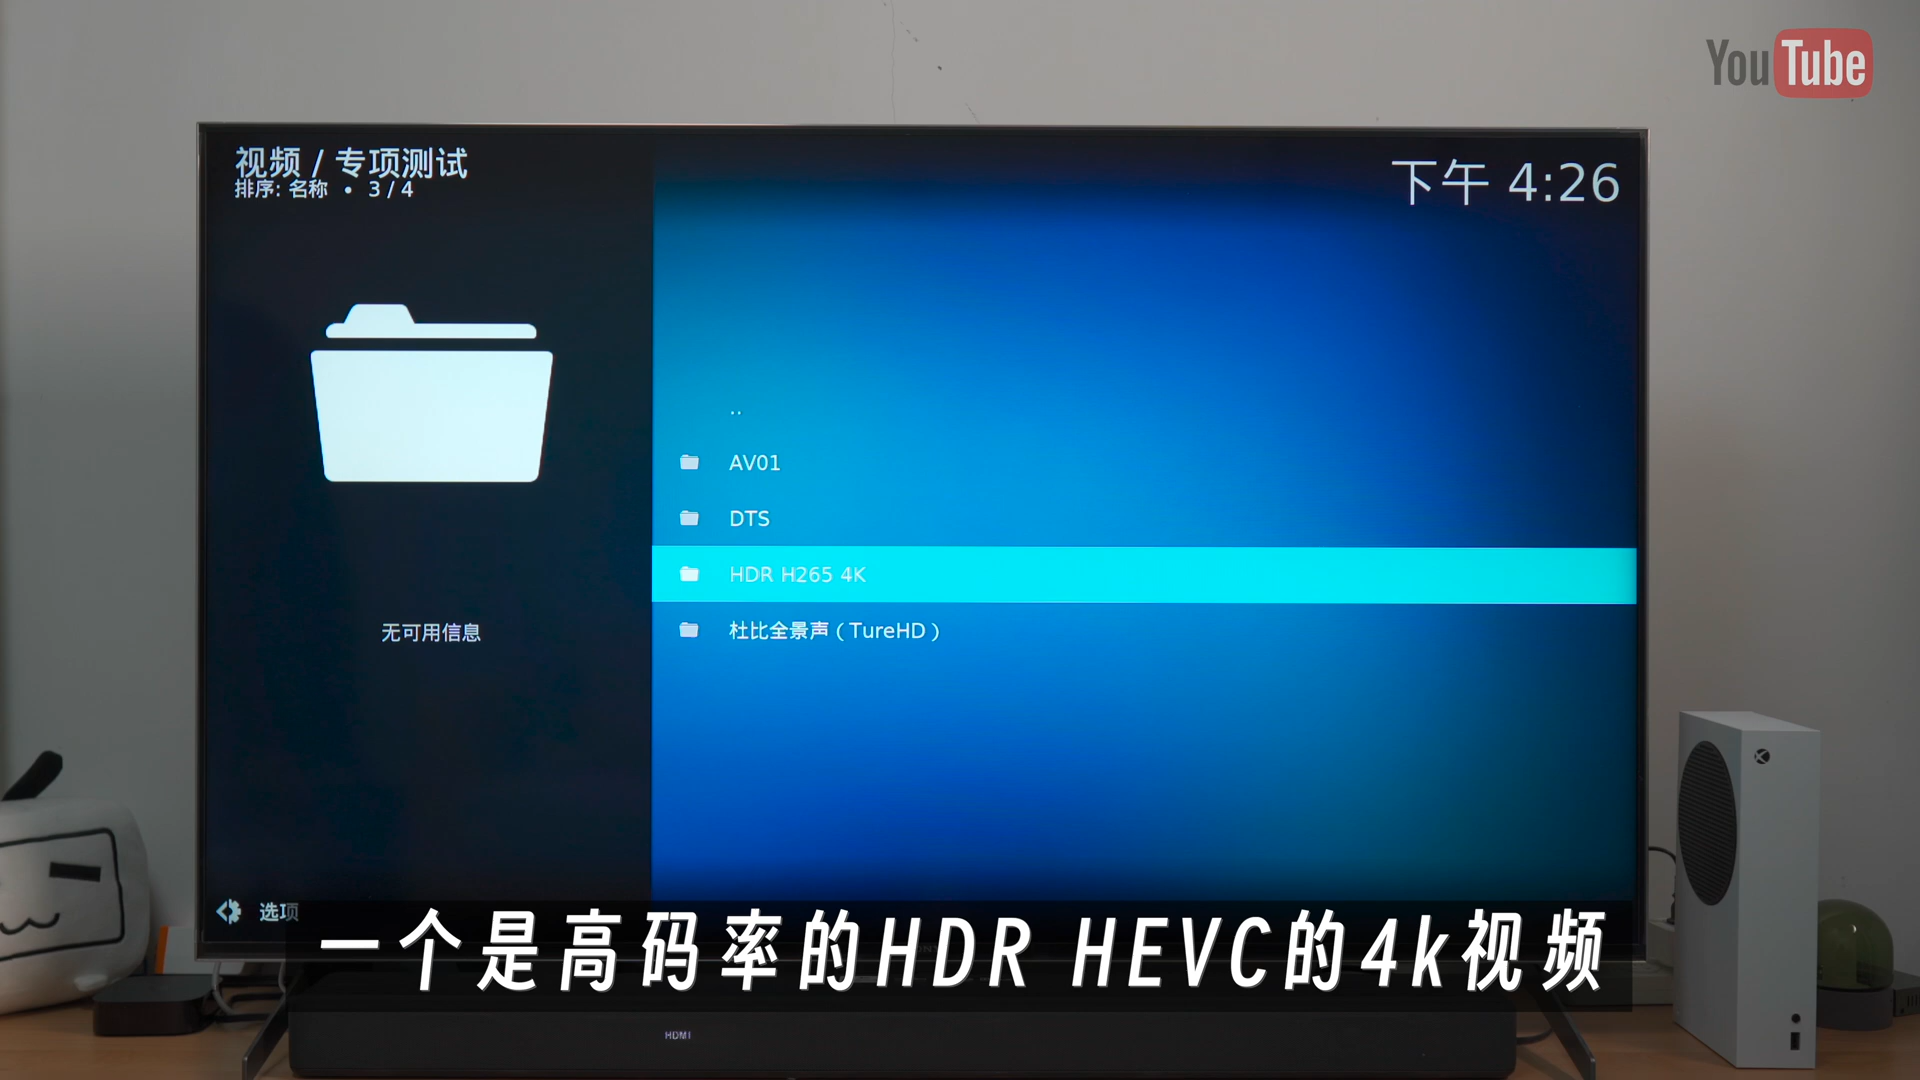 YouTube
视频 / 专项测试
排序: 名称 • 3 / 4
下午 4:26
..
AV01
DTS
HDR H265 4K
杜比全景声（TureHD）
无可用信息
选项
一个是高码率的HDR HEVC的4k视频
HDMI